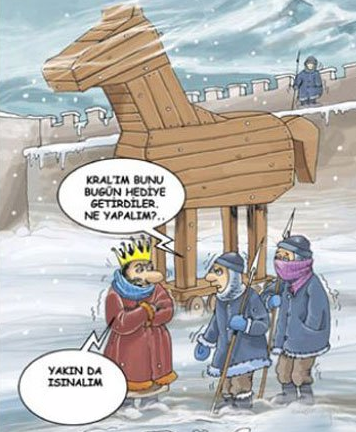 KRAL'IM BUNU
BUGÜN HEDİYE
GETİRDİLER.
NE YAPALIM?..
YAKIN DA
ISINALIM